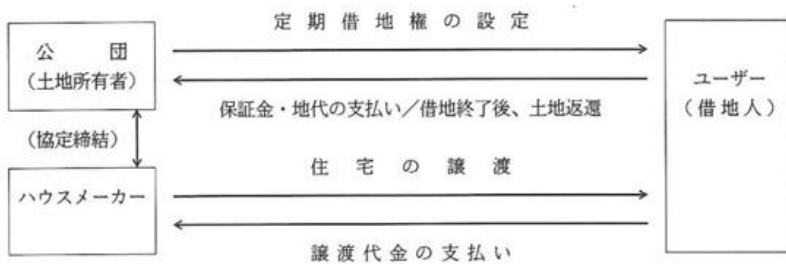 定期借地権の設定
公団
(土地所有者)
ユーザー
(借地人)
保証金・地代の支払い/借地終了後、土地返還
(協定締結)
住宅の譲渡
ハウスメーカー
譲渡代金の支払い